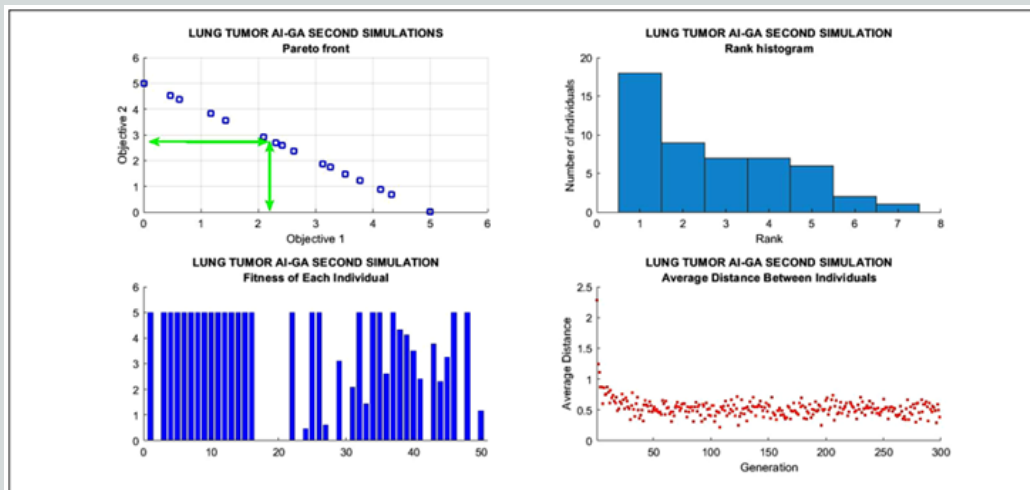 LUNG TUMOR AI-GA SECOND SIMULATIONS
Pareto front
6
5
4
3
2
1
0
Objective 2
0 1 2 3 4 5 6
Objective 1
LUNG TUMOR AI-GA SECOND SIMULATION
Rank histogram
20
15
10
5
0
Number of individuals
0 1 2 3 4 5 6 7 8
Rank
LUNG TUMOR AI-GA SECOND SIMULATION
Fitness of Each Individual
6
5
4
3
2
1
0
0 10 20 30 40 50
LUNG TUMOR AI-GA SECOND SIMULATION
Average Distance Between Individuals
2.5
2
1.5
1
0.5
0
Average Distance
50 100 150 200 250 300
Generation